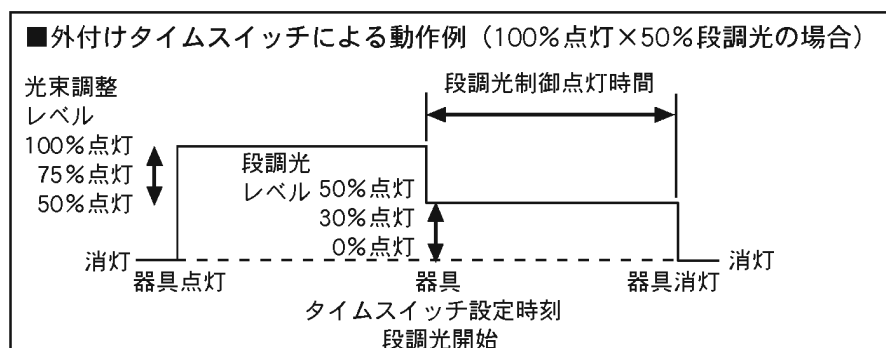 ■外付けタイムスイッチによる動作例（100％点灯×50％段調光の場合）
光束調整
レベル
100％点灯
75％点灯
50％点灯
段調光制御点灯時間
段調光
レベル
50％点灯
30％点灯
0％点灯
消灯
消灯
器具点灯
器具
器具消灯
タイムスイッチ設定時刻
段調光開始